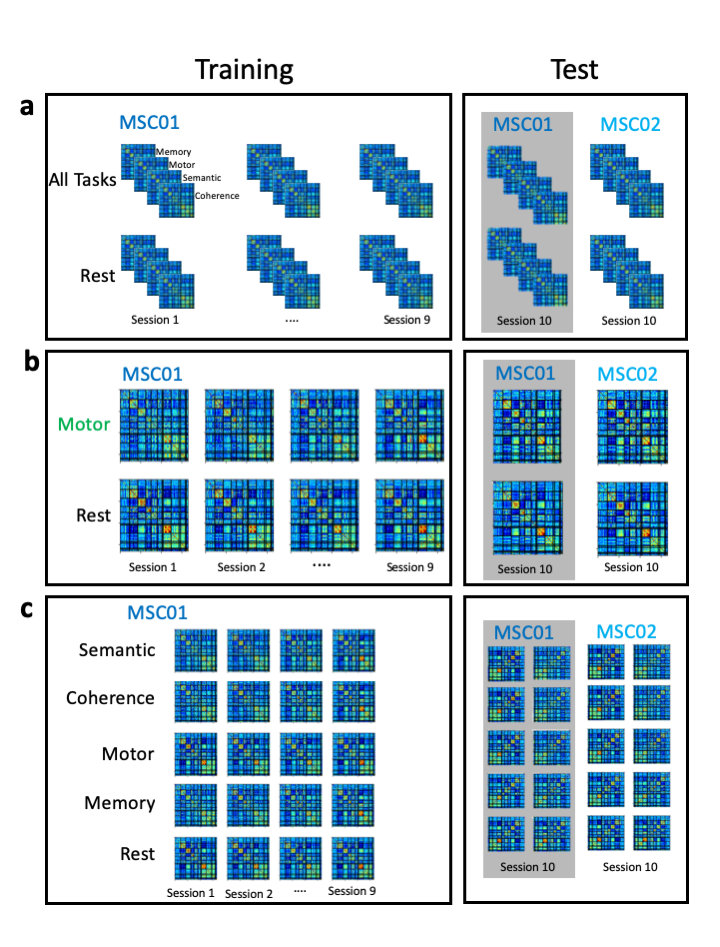 Training
Test
a
MSC01
MSC01
MSC02
Memory
Motor
Semantic
Coherence
All Tasks
Rest
Session 1
....
Session 9
Session 10
Session 10
b
MSC01
MSC01
MSC02
Motor
Rest
Session 1
Session 2
....
Session 9
Session 10
Session 10
c
MSC01
MSC01
MSC02
Semantic
Coherence
Motor
Memory
Rest
Session 1
Session 2
....
Session 9
Session 10
Session 10